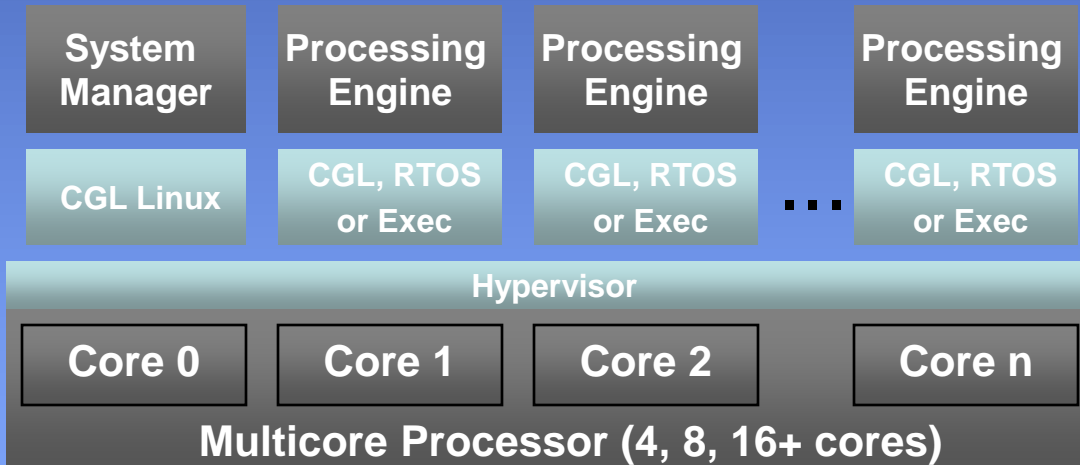 System
Manager
Processing
Engine
Processing
Engine
Processing
Engine
CGL Linux
CGL, RTOS
or Exec
CGL, RTOS
or Exec
...
CGL, RTOS
or Exec
Hypervisor
Core 0
Core 1
Core 2
Core n
Multicore Processor (4, 8, 16+ cores)